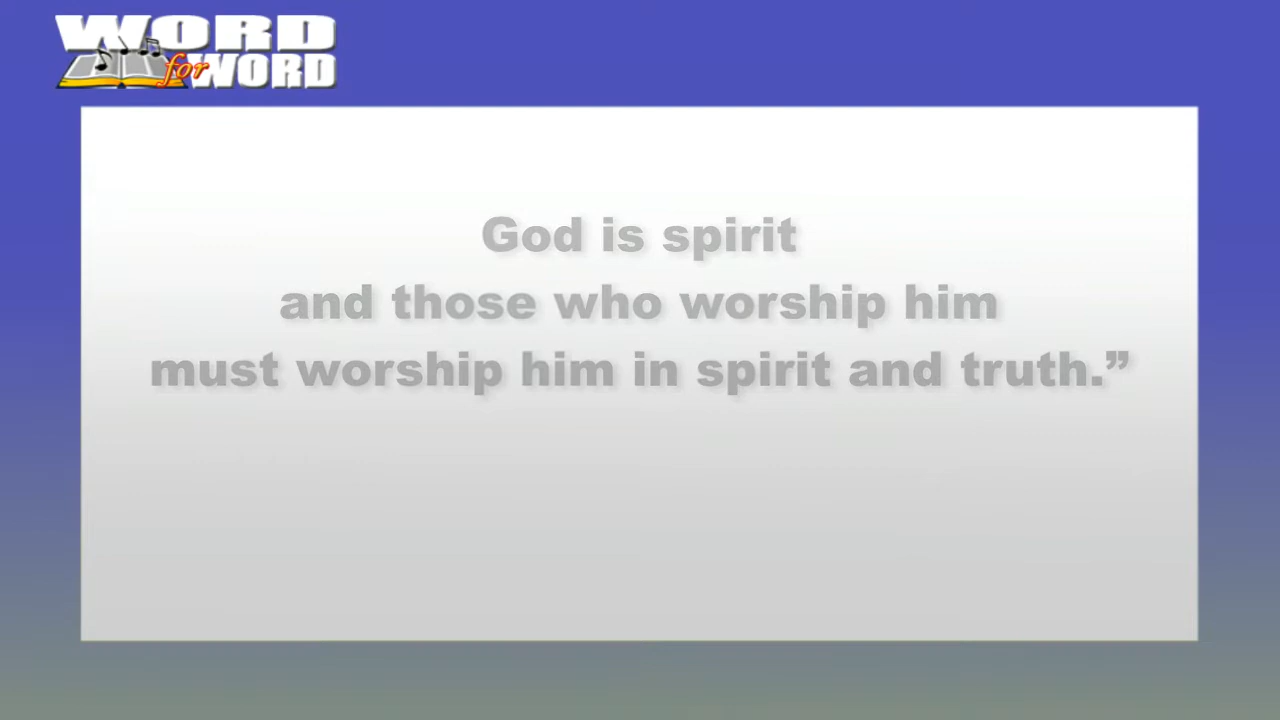 WORD
for WORD
God is spirit
and those who worship him
must worship him in spirit and truth.”